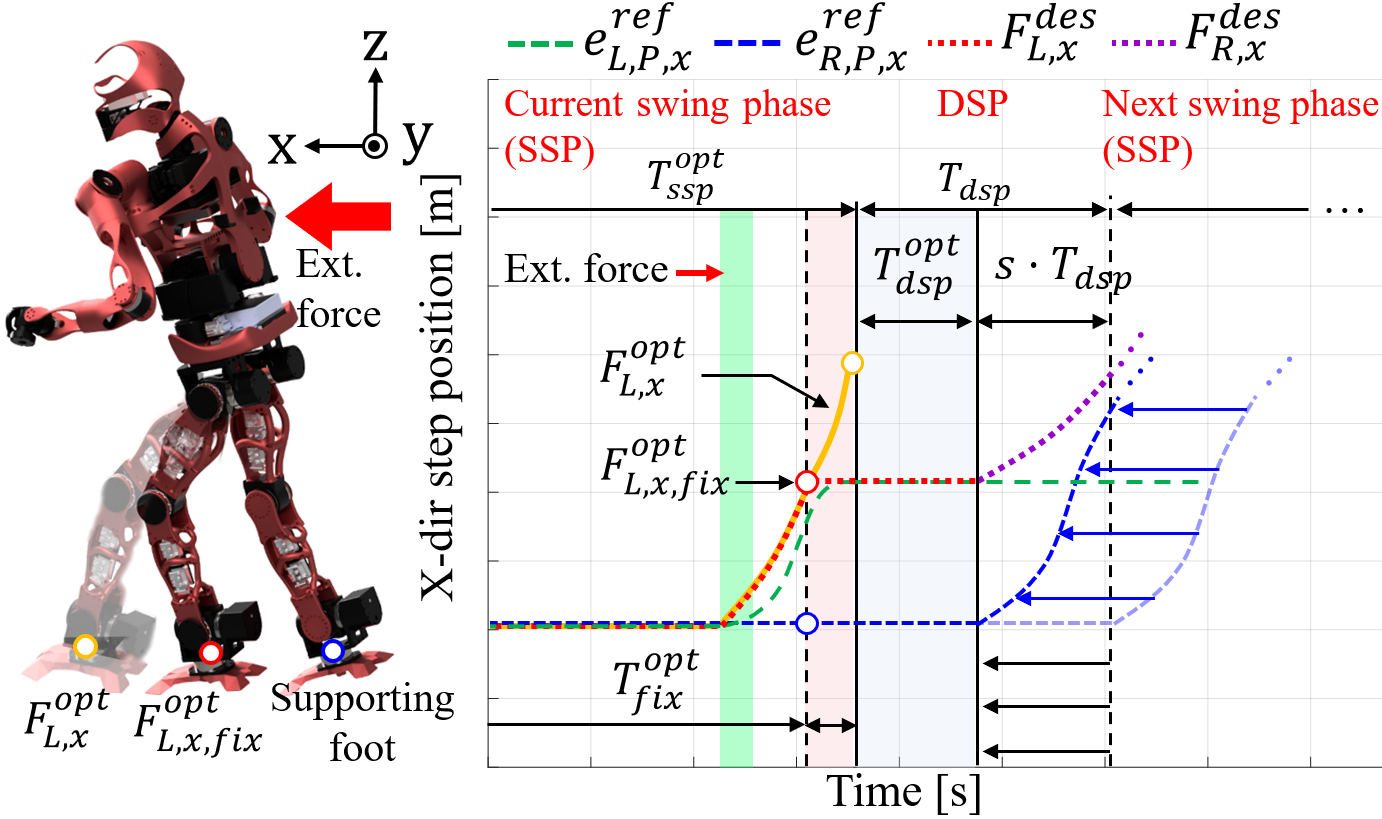 z
x
y
Ext.
force
F_{L,x}^{opt}
F_{L,x,fix}^{opt}
Supporting
foot
e_{L,P,x}^{ref}
e_{R,P,x}^{ref}
F_{L,x}^{des}
F_{R,x}^{des}
Current swing phase
(SSP)
DSP
Next swing phase
(SSP)
T_{ssp}^{opt}
T_{dsp}
...
Ext. force
T_{dsp}^{opt}
s · T_{dsp}
F_{L,x}^{opt}
F_{L,x,fix}^{opt}
T_{fix}^{opt}
X-dir step position [m]
Time [s]